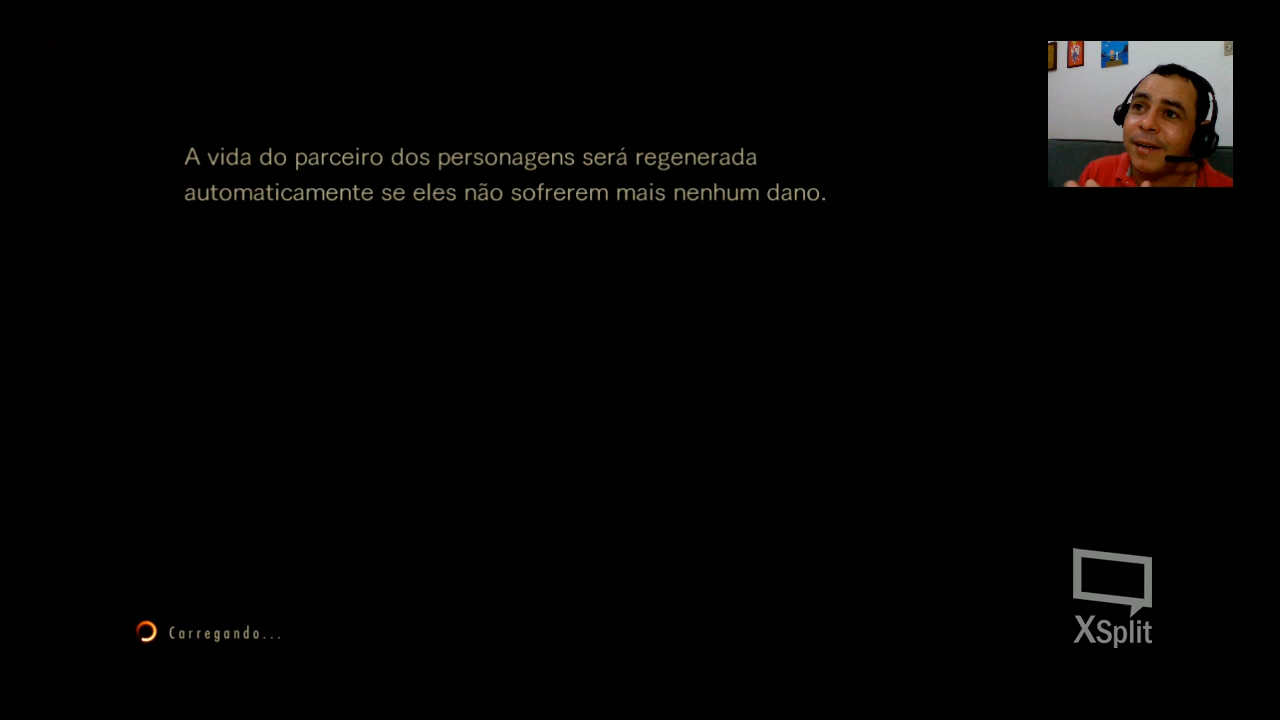 A vida do parceiro dos personagens será regenerada
automaticamente se eles não sofrerem mais nenhum dano.
Carregando...
XSplit